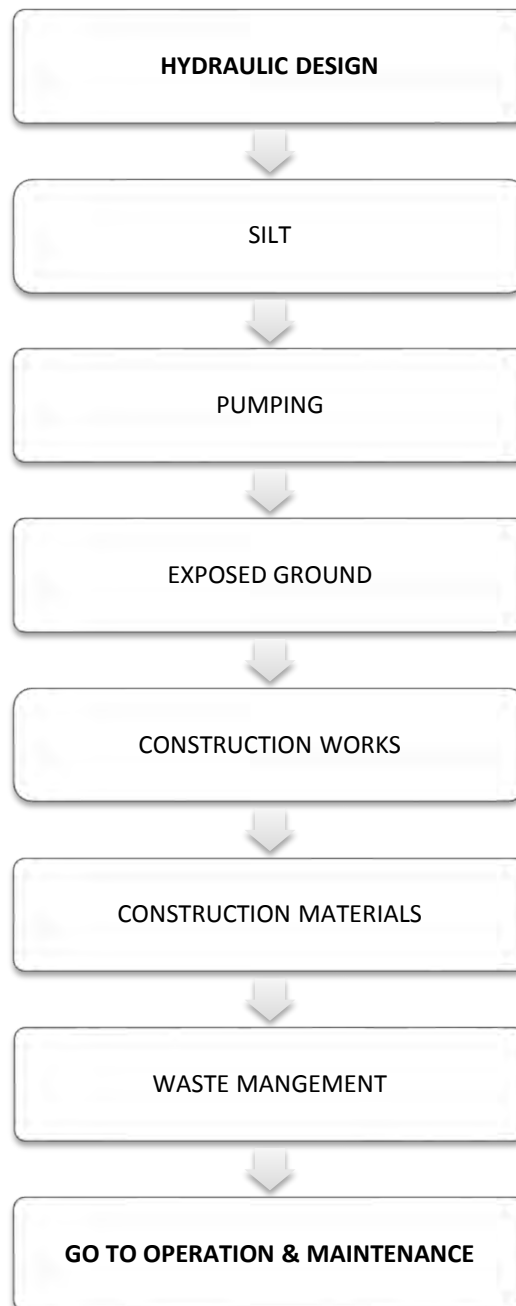 HYDRAULIC DESIGN
SILT
PUMPING
EXPOSED GROUND
CONSTRUCTION WORKS
CONSTRUCTION MATERIALS
WASTE MANGEMENT
GO TO OPERATION & MAINTENANCE